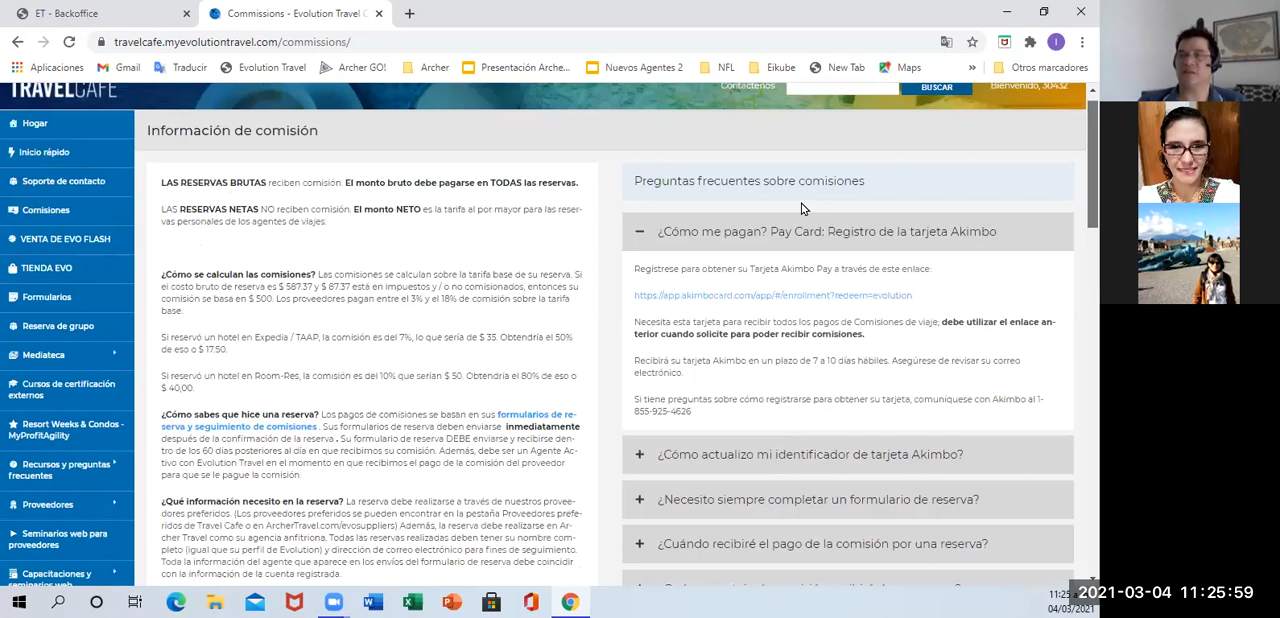 ET - Backoffice
Commissions - Evolution Travel C
travelcafe.myevolutiontravel.com/commissions/
Aplicaciones Gmail Traducir Evolution Travel Archer GO! Archer Presentación Arche... Nuevos Agentes 2 NFL Eikube New Tab Maps » Otros marcadores
TRAVELCAFE
Contáctenos
BUSCAR
Bienvenido, 30432
Hogar
Inicio rápido
Soporte de contacto
Comisiones
VENTA DE EVO FLASH
TIENDA EVO
Formularios
Reserva de grupo
Mediateca
Cursos de certificación
externos
Resort Weeks & Condos -
MyProfitAgility
Recursos y preguntas
frecuentes
Proveedores
Seminarios web para
proveedores
Capacitaciones y
seminarios web
Información de comisión
LAS RESERVAS BRUTAS reciben comisión. El monto bruto debe pagarse en TODAS las reservas.
LAS RESERVAS NETAS NO reciben comisión. El monto NETO es la tarifa al por mayor para las reser-
vas personales de los agentes de viajes.
¿Cómo se calculan las comisiones? Las comisiones se calculan sobre la tarifa base de su reserva. Si
el costo bruto de reserva es $ 587.37 y $ 87.37 está en impuestos y / o no comisionados, entonces su
comisión se basa en $ 500. Los proveedores pagan entre el 3% y el 18% de comisión sobre la tarifa
base.
Si reservó un hotel en Expedia / TAAP, la comisión es del 7%, lo que sería de $ 35. Obtendría el 50%
de eso o $ 17,50.
Si reservó un hotel en Room-Res, la comisión es del 10% que serían $ 50. Obtendría el 80% de eso o
$ 40,00.
¿Cómo sabes que hice una reserva? Los pagos de comisiones se basan en sus formularios de re-
serva y seguimiento de comisiones . Sus formularios de reserva deben enviarse inmediatamente
después de la confirmación de la reserva . Su formulario de reserva DEBE enviarse y recibirse den-
tro de los 60 días posteriores al día en que recibimos su comisión. Además, debe ser un Agente Ac-
tivo con Evolution Travel en el momento en que recibimos el pago de la comisión del proveedor
para que se le pague la comisión.
¿Qué información necesito en la reserva? La reserva debe realizarse a través de nuestros provee-
dores preferidos. (Los proveedores preferidos se pueden encontrar en la pestaña Proveedores prefe-
ridos de Travel Cafe o en ArcherTravel.com/evosuppliers) Además, la reserva debe realizarse en Ar-
cher Travel como su agencia anfitriona. Todas las reservas realizadas deben tener su nombre com-
pleto (igual que su perfil de Evolution) y dirección de correo electrónico para fines de seguimiento.
Toda la información del agente que aparece en los envíos del formulario de reserva debe coincidir
con la información de la cuenta registrada.
Preguntas frecuentes sobre comisiones
¿Cómo me pagan? Pay Card: Registro de la tarjeta Akimbo
Regístrese para obtener su Tarjeta Akimbo Pay a través de este enlace:
https://app.akimbocard.com/app/#/enrollment?redeem=evolution
Necesita esta tarjeta para recibir todos los pagos de Comisiones de viaje; debe utilizar el enlace an-
terior cuando solicite para poder recibir comisiones.
Recibirá su tarjeta Akimbo en un plazo de 7 a 10 días hábiles. Asegúrese de revisar su correo
electrónico.
Si tiene preguntas sobre cómo registrarse para obtener su tarjeta, comuníquese con Akimbo al 1-
855-925-4626
¿Cómo actualizo mi identificador de tarjeta Akimbo?
¿Necesito siempre completar un formulario de reserva?
¿Cuándo recibiré el pago de la comisión por una reserva?
11:25 a
04/03/2021
2021-03-04 11:25:59